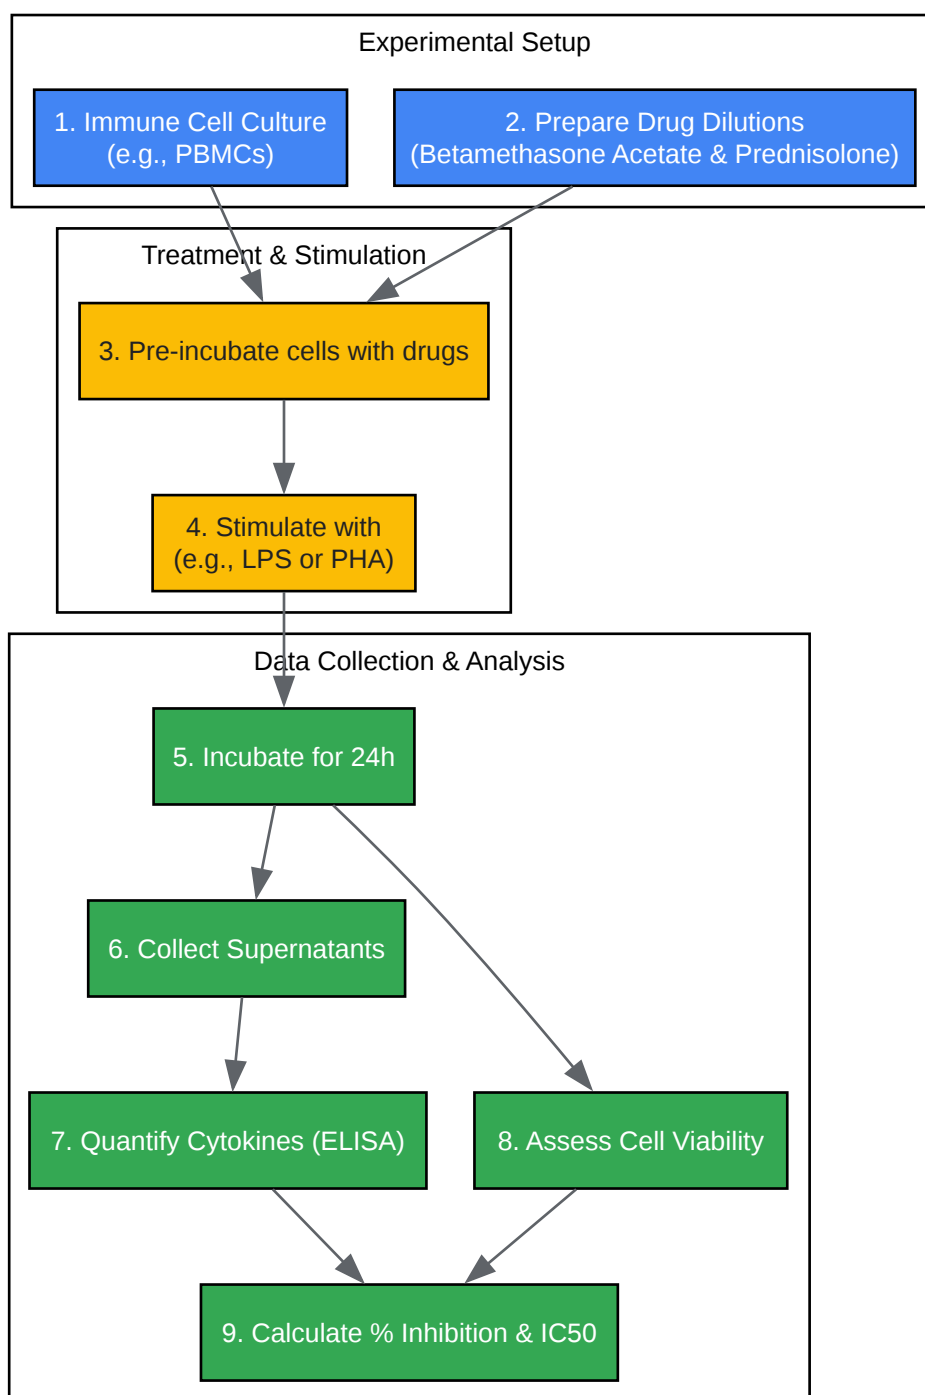 Experimental Setup
1. Immune Cell Culture
(e.g., PBMCs)
2. Prepare Drug Dilutions
(Betamethasone Acetate & Prednisolone)
Treatment & Stimulation
3. Pre-incubate cells with drugs
4. Stimulate with
(e.g., LPS or PHA)
Data Collection & Analysis
5. Incubate for 24h
6. Collect Supernatants
7. Quantify Cytokines (ELISA)
8. Assess Cell Viability
9. Calculate % Inhibition & IC50